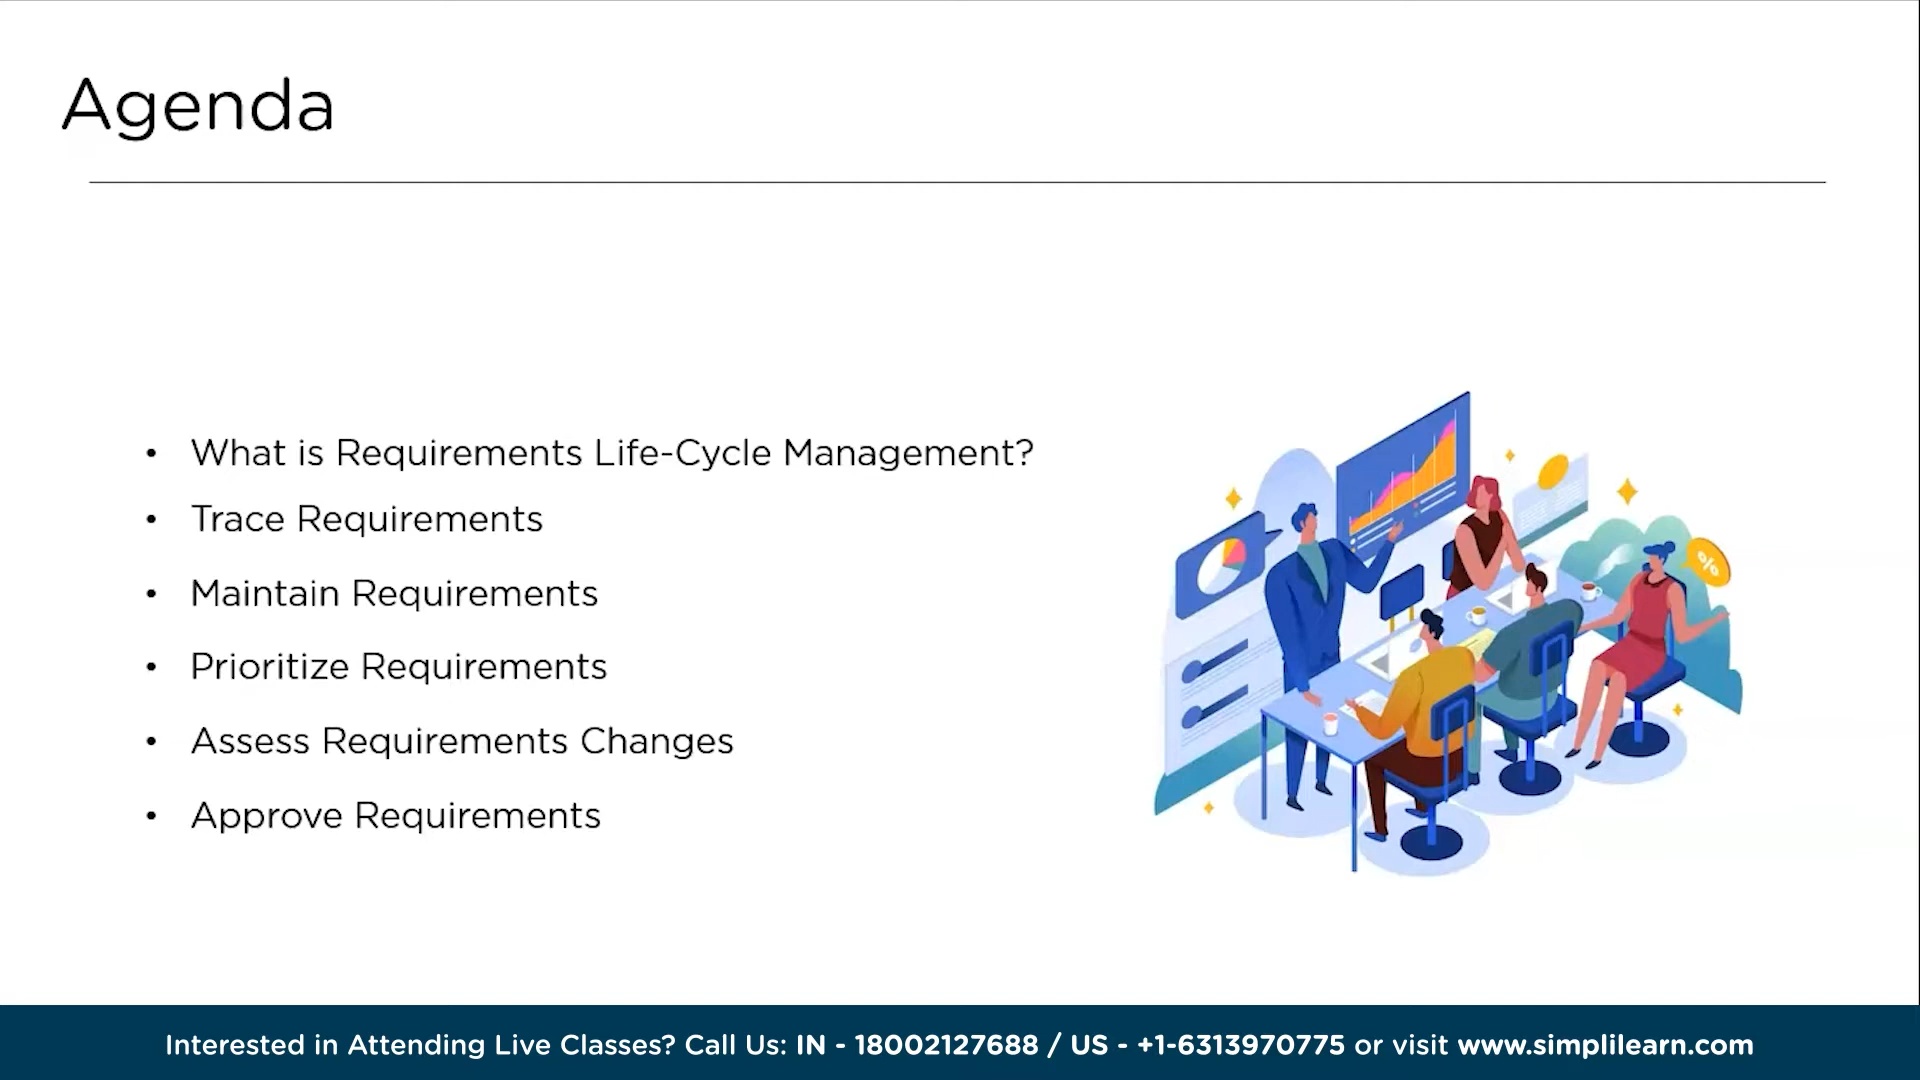 Agenda
• What is Requirements Life-Cycle Management?
• Trace Requirements
• Maintain Requirements
• Prioritize Requirements
• Assess Requirements Changes
• Approve Requirements
%
Interested in Attending Live Classes? Call Us: IN - 18002127688 / US - +1-6313970775 or visit www.simplilearn.com